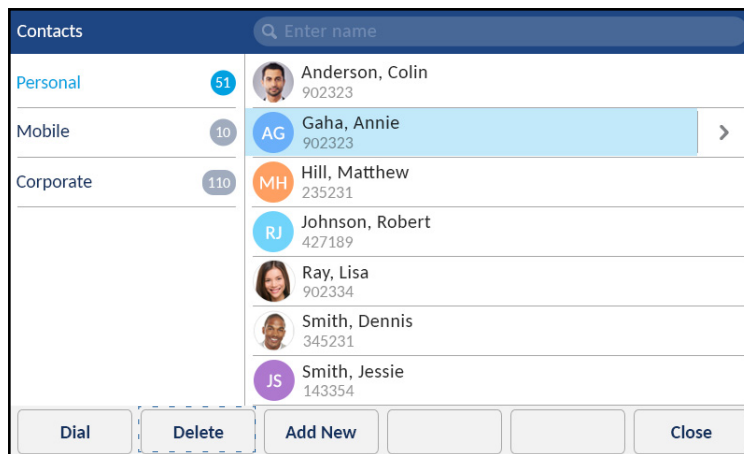 Contacts
Enter name
Personal 51
Mobile 10
Corporate 110
Anderson, Colin
902323
AG Gaha, Annie
902323
MH Hill, Matthew
235231
RJ Johnson, Robert
427189
Ray, Lisa
902334
Smith, Dennis
345231
JS Smith, Jessie
143354
Dial Delete Add New Close